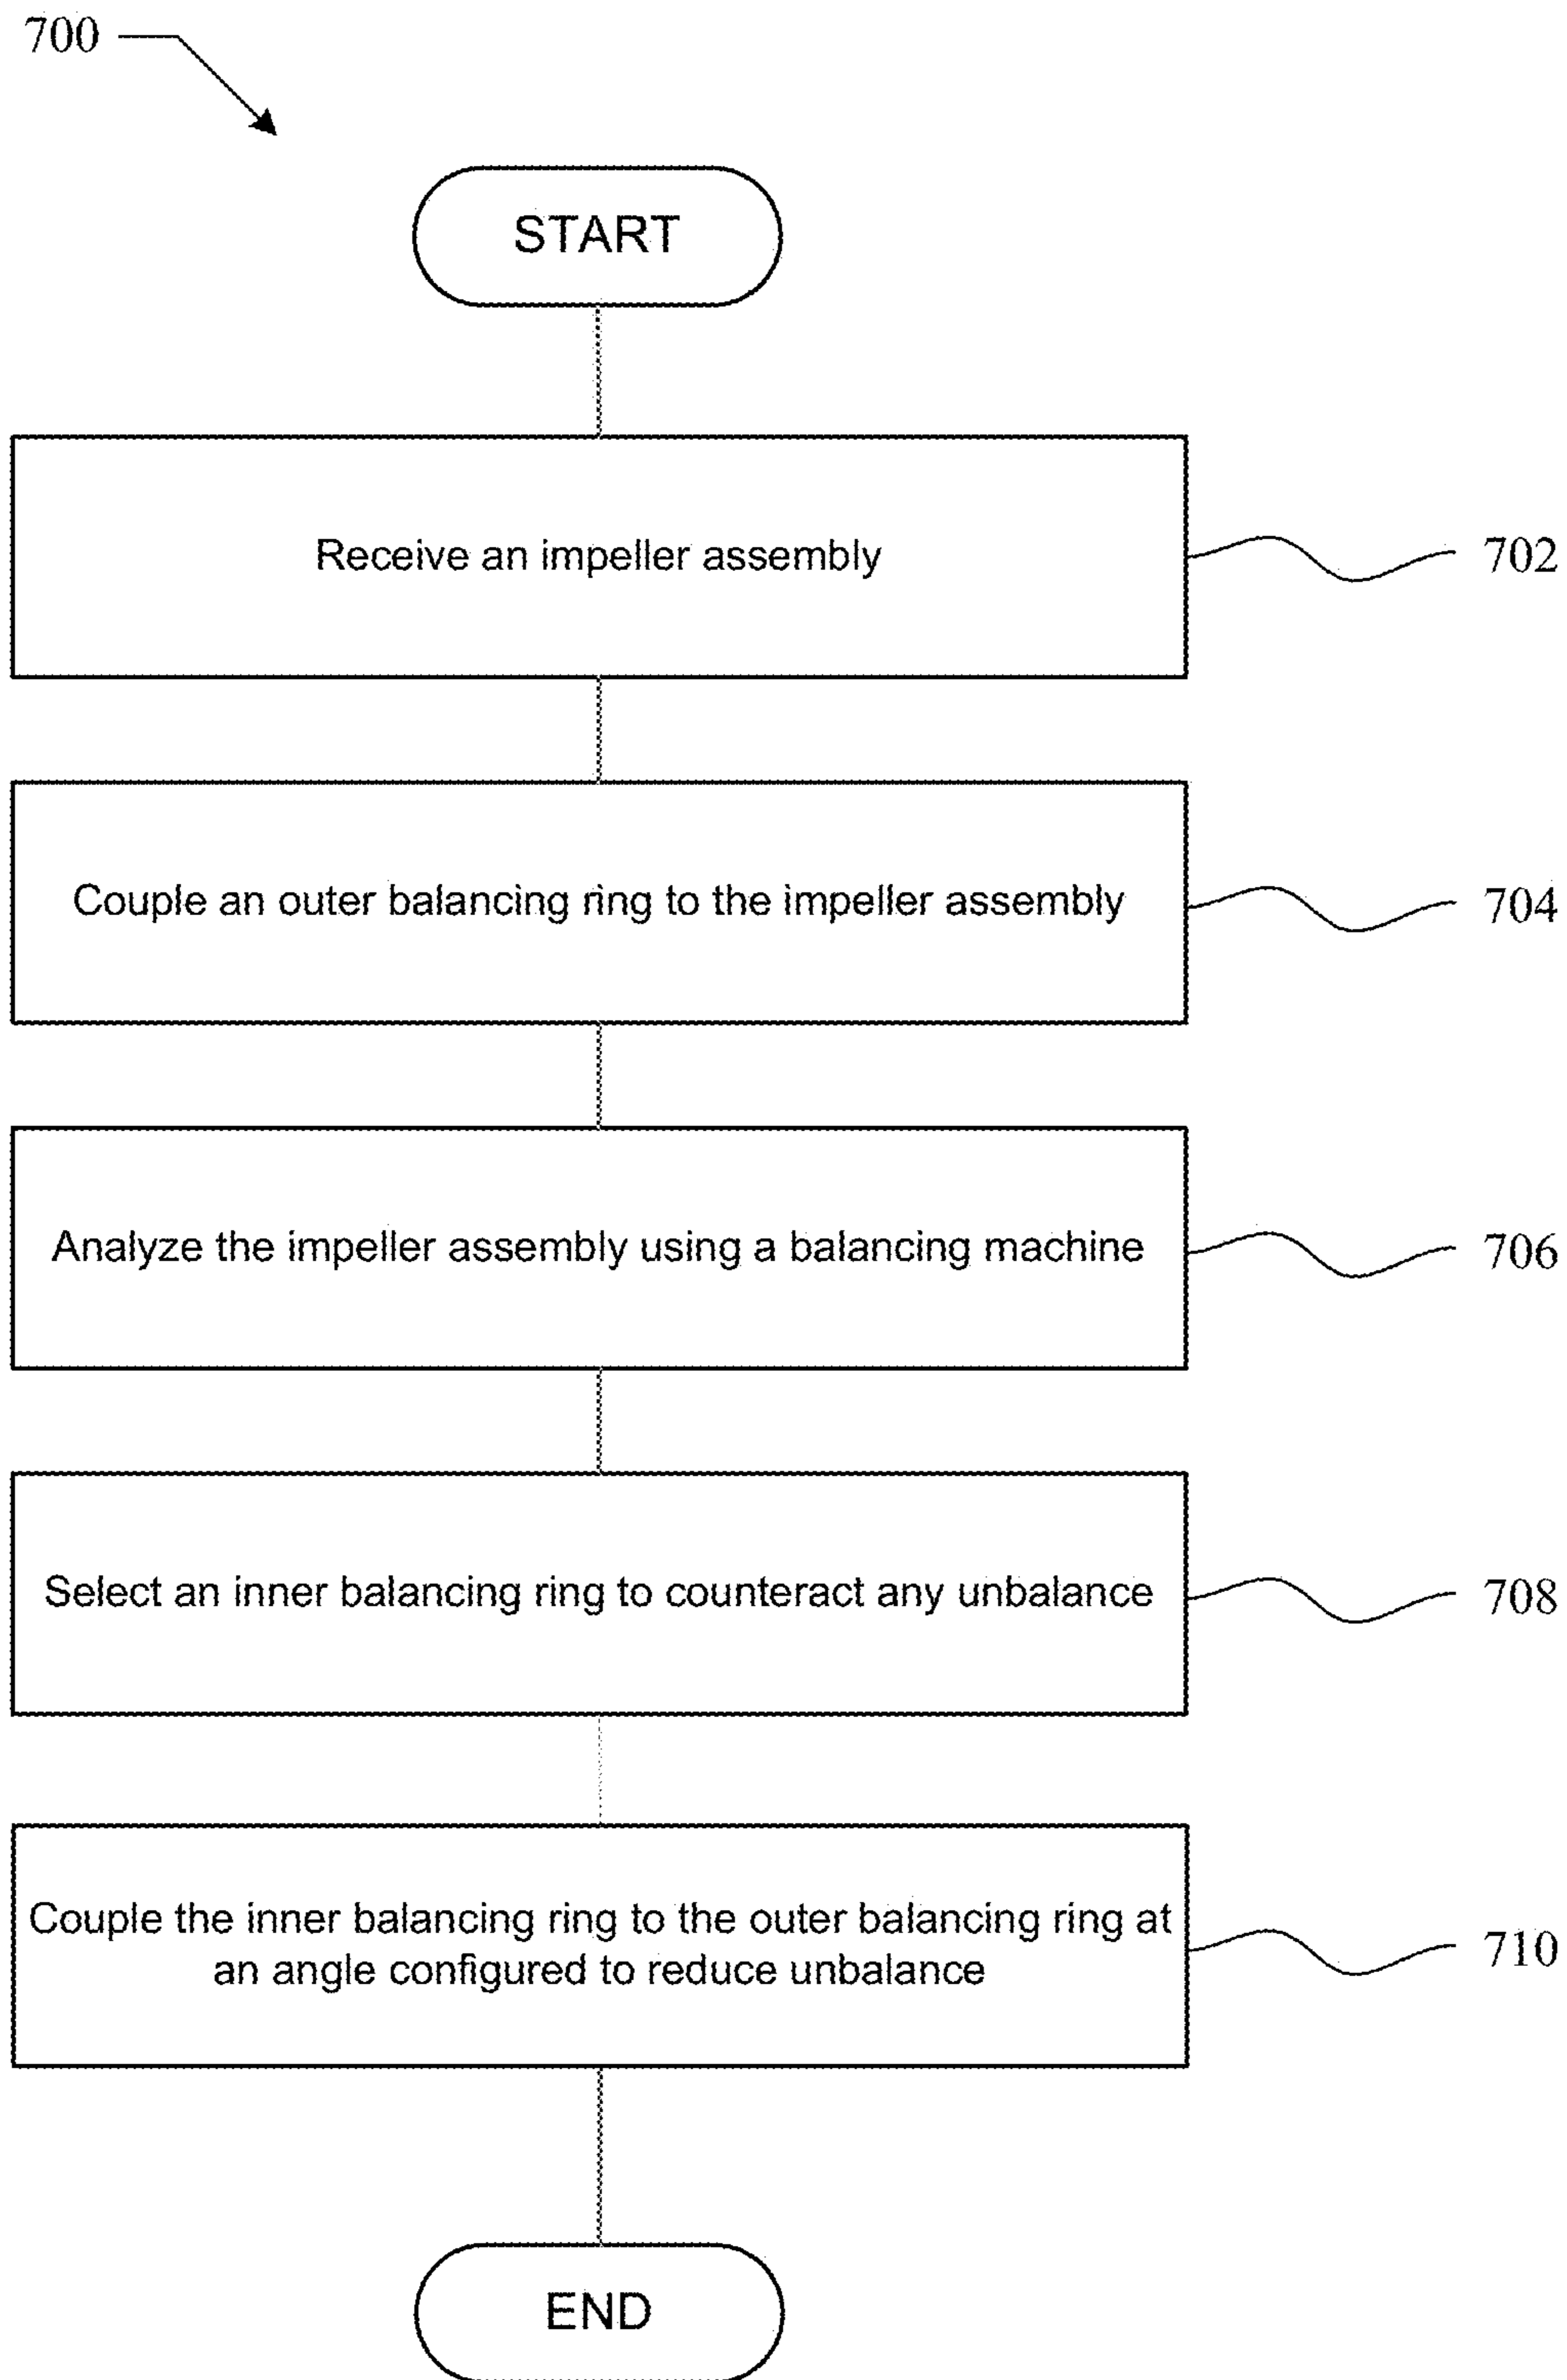 700
START
Receive an impeller assembly
702
Couple an outer balancing ring to the impeller assembly
704
Analyze the impeller assembly using a balancing machine
706
Select an inner balancing ring to counteract any unbalance
708
Couple the inner balancing ring to the outer balancing ring at
an angle configured to reduce unbalance
710
END